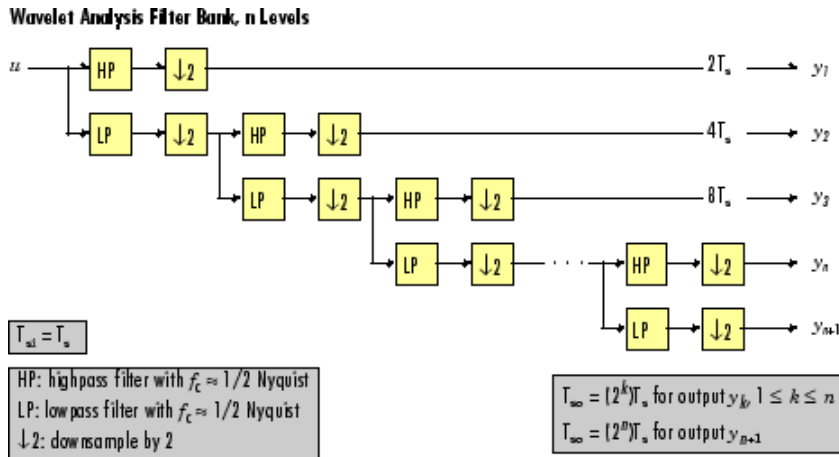 Wavelet Analysis Filter Bank, n Levels
u HP ↓2 2Tₛ y₁
LP ↓2 HP ↓2 4Tₛ y₂
LP ↓2 HP ↓2 8Tₛ y₃
LP ↓2 · · · HP ↓2 yₙ
LP ↓2 yₙ₊₁
Tₛᵢ = Tₛ
HP: highpass filter with f_c ≈ 1/2 Nyquist
LP: lowpass filter with f_c ≈ 1/2 Nyquist
↓2: downsample by 2
Tₛₒ = (2ᵏ)Tₛ for output yₖ, 1 ≤ k ≤ n
Tₛₒ = (2ⁿ)Tₛ for output yₙ₊₁